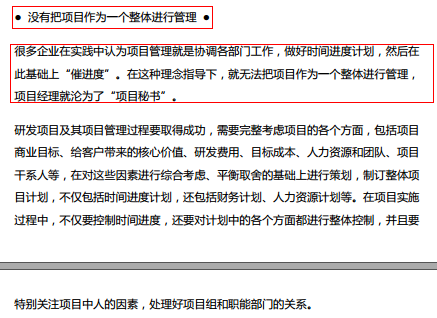 ● 没有把项目作为一个整体进行管理 ●
很多企业在实践中认为项目管理就是协调各部门工作，做好时间进度计划，然后在
此基础上“催进度”。在这种理念指导下，就无法把项目作为一个整体进行管理，
项目经理就沦为了“项目秘书”。
研发项目及其项目管理过程要取得成功，需要完整考虑项目的各个方面，包括项目
商业目标、给客户带来的核心价值、研发费用、目标成本、人力资源和团队、项目
干系人等，在对这些因素进行综合考虑、平衡取舍的基础上进行策划，制订整体项
目计划，不仅包括时间进度计划，还包括财务计划、人力资源计划等。在项目实施
过程中，不仅要控制时间进度，还要对计划中的各个方面都进行整体控制，并且要
特别关注项目中人的因素，处理好项目组和职能部门的关系。